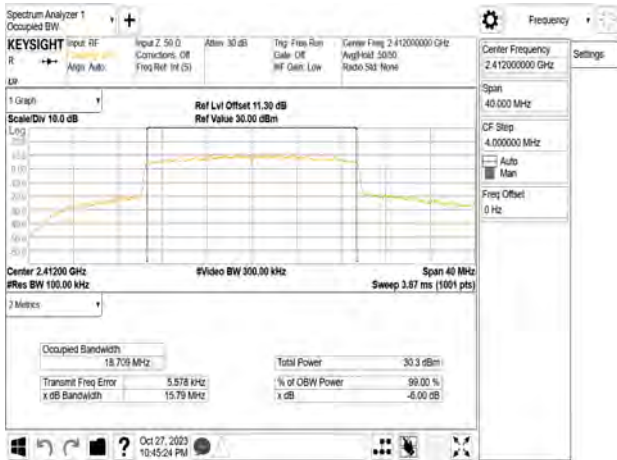 Spectrum Analyzer 1
Occupied BW
+
Frequency
KEYSIGHT Input: RF
Input Z: 50 Ω
Atten: 30 dB
Trig: Free Run
Center Freq: 2.412000000 GHz
Corrections: Off
Gate: Off
Avg|Hold: 50/50
R
Align: Auto
Freq Ref: Int (S)
#IF Gain: Low
Radio Std: None
Center Frequency
2.412000000 GHz
Settings
Span
40.000 MHz
CF Step
4.000000 MHz
Auto
Man
Freq Offset
0 Hz
1 Graph
Scale/Div 10.0 dB
Ref Lvl Offset 11.30 dB
Ref Value 30.00 dBm
Log
Center 2.41200 GHz
#Video BW 300.00 kHz
Span 40 MHz
#Res BW 100.00 kHz
Sweep 3.87 ms (1001 pts)
2 Metrics
Occupied Bandwidth
18.709 MHz
Total Power
30.3 dBm
Transmit Freq Error
5.578 kHz
% of OBW Power
99.00 %
x dB Bandwidth
15.79 MHz
x dB
-6.00 dB
?
Oct 27, 2023
10:45:24 PM